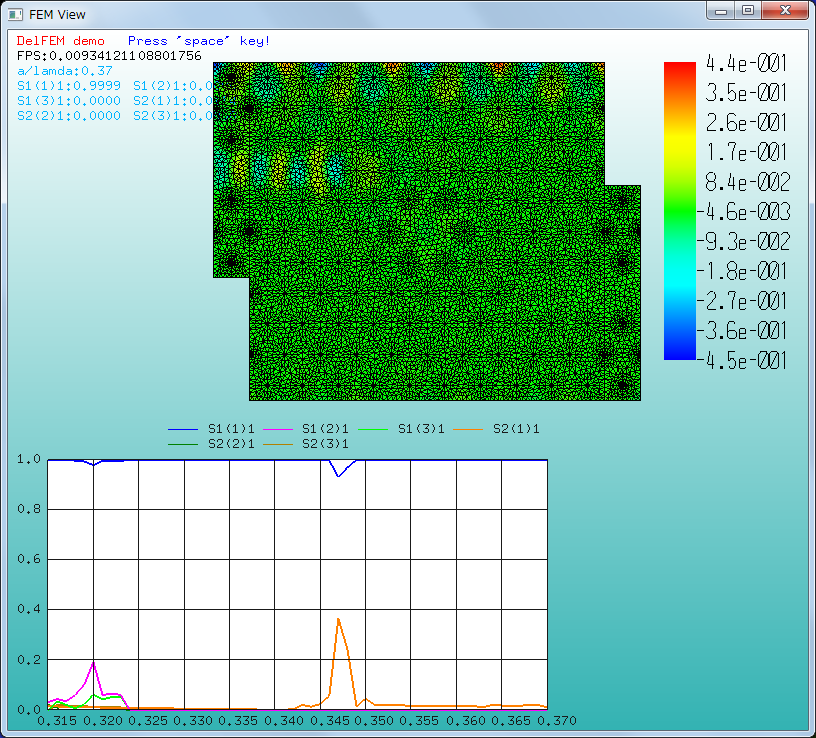 FEM View
DelFEM demo Press 'space' key!
FPS:0.00934121108801756
a/lamda:0.37
S1(1)1:0.9999 S1(2)1:0.0
S1(3)1:0.0000 S2(1)1:0.0
S2(2)1:0.0000 S2(3)1:0.0
4.4e-001
3.5e-001
2.6e-001
1.7e-001
8.4e-002
-4.6e-003
-9.3e-002
-1.8e-001
-2.7e-001
-3.6e-001
-4.5e-001
S1(1)1 S1(2)1 S1(3)1 S2(1)1
S2(2)1 S2(3)1
1.0
0.8
0.6
0.4
0.2
0.0
0.315 0.320 0.325 0.330 0.335 0.340 0.345 0.350 0.355 0.360 0.365 0.370